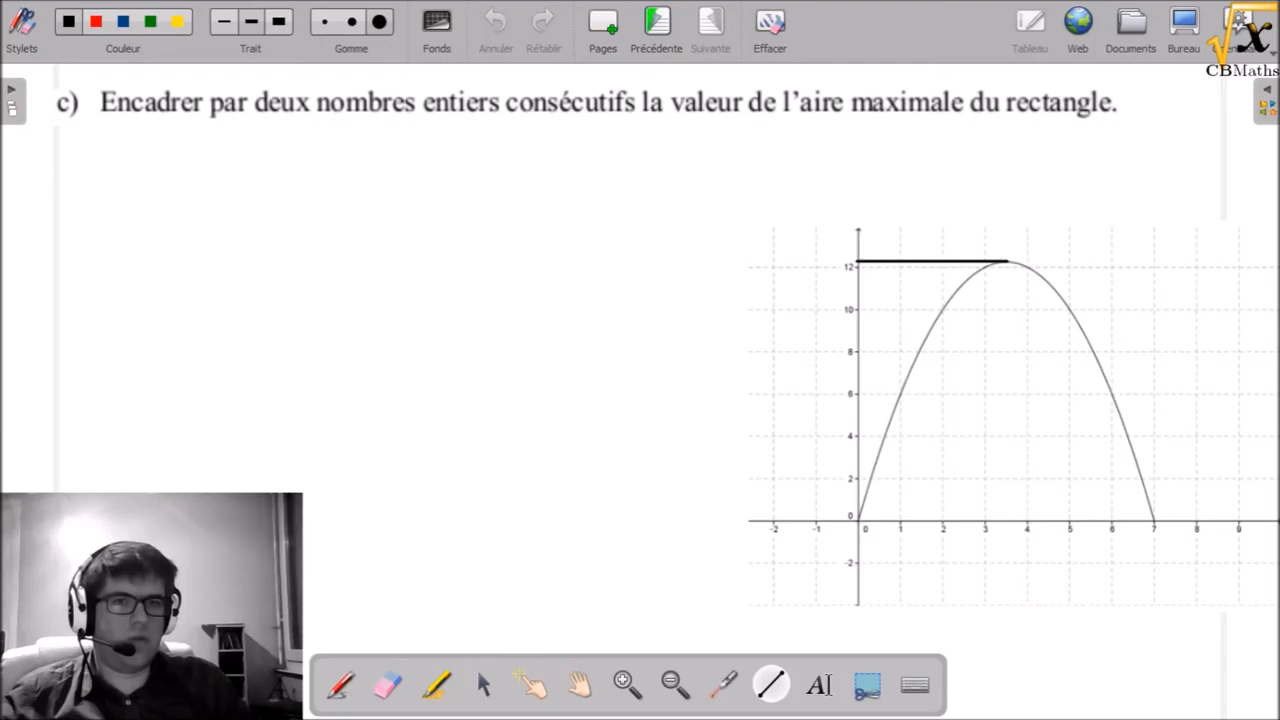 Stylets Couleur Trait Gomme Fonds Annuler Rétablir Pages Précédente Suivante Effacer Tableau Web Documents Bureau
x
CBMaths
c) Encadrer par deux nombres entiers consécutifs la valeur de l'aire maximale du rectangle.
12
10
8
6
4
2
0
-2 -1 0 1 2 3 4 5 6 7 8 9
-2
AI